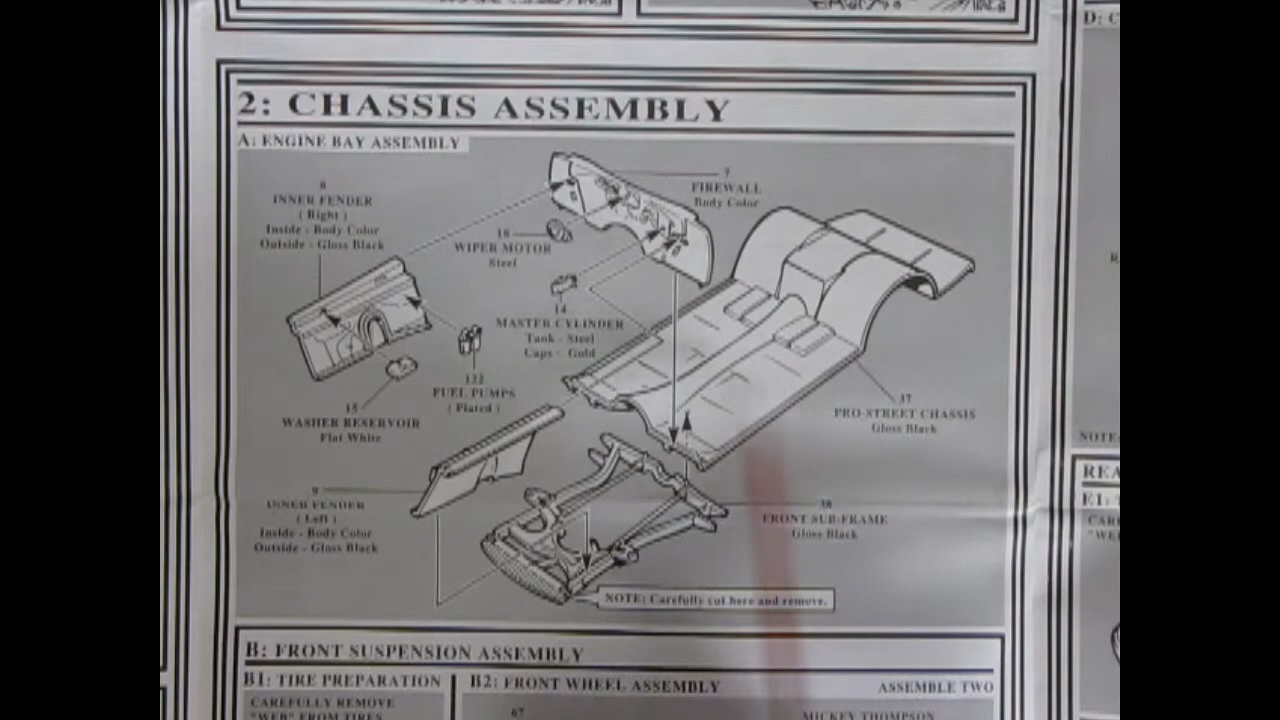 D: C
2: CHASSIS ASSEMBLY
A: ENGINE BAY ASSEMBLY
8
INNER FENDER
( Right )
Inside - Body Color
Outside - Gloss Black
7
FIREWALL
Body Color
WIPER MOTOR
Steel
14
MASTER CYLINDER
Tank - Steel
Caps - Gold
122
FUEL PUMPS
( Plated )
15
WASHER RESERVOIR
Flat White
37
PRO-STREET CHASSIS
Gloss Black
9
INNER FENDER
( Left )
Inside - Body Color
Outside - Gloss Black
38
FRONT SUB-FRAME
Gloss Black
NOTE: Carefully cut here and remove.
NOTE:
REA
E1:
"WE
B: FRONT SUSPENSION ASSEMBLY
B1: TIRE PREPARATION
CAREFULLY REMOVE
"WEB" FROM TIRES
B2: FRONT WHEEL ASSEMBLY
ASSEMBLE TWO
67
MICKEY THOMPSON